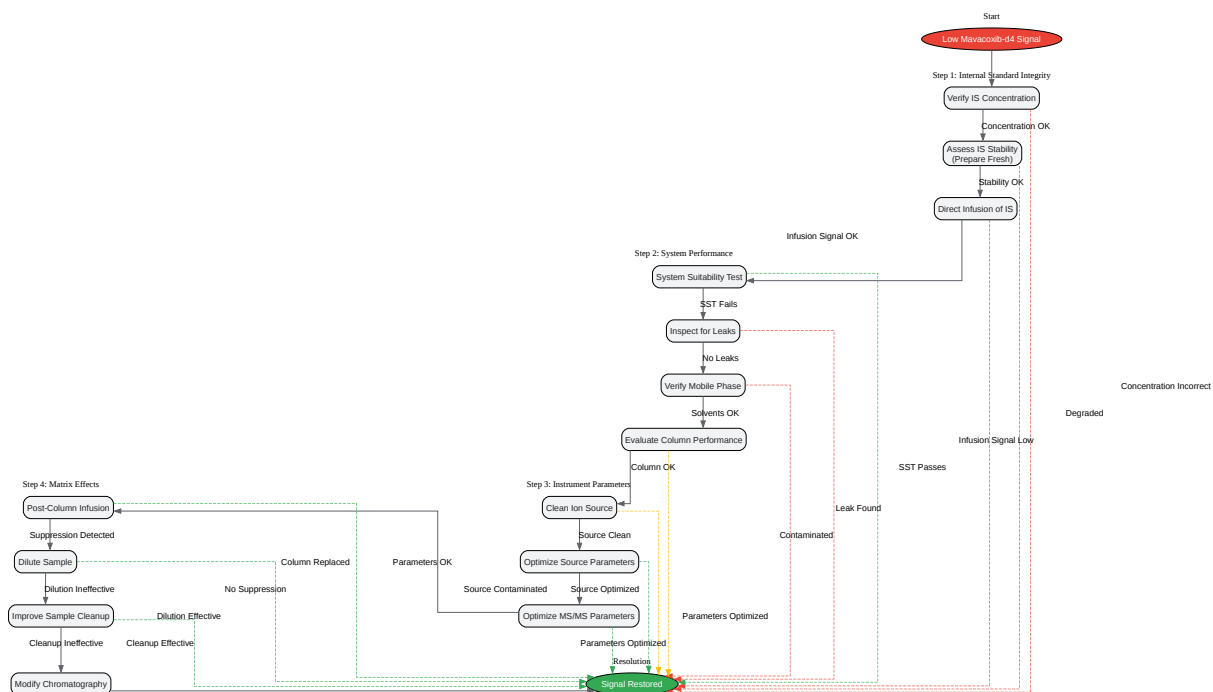 Start
Low Mavacoxib-d4 Signal
Step 1: Internal Standard Integrity
Verify IS Concentration
Concentration OK
Assess IS Stability
(Prepare Fresh)
Stability OK
Direct Infusion of IS
Infusion Signal OK
Step 2: System Performance
System Suitability Test
SST Fails
Inspect for Leaks
No Leaks
Verify Mobile Phase
Concentration Incorrect
Solvents OK
Degraded
Evaluate Column Performance
Infusion Signal Low
Column OK
SST Passes
Step 4: Matrix Effects
Step 3: Instrument Parameters
Post-Column Infusion
Clean Ion Source
Leak Found
Suppression Detected
Source Clean
Contaminated
Dilute Sample
Column Replaced
Parameters OK
Optimize Source Parameters
Dilution Ineffective
No Suppression
Source Contaminated
Source Optimized
Improve Sample Cleanup
Dilution Effective
Optimize MS/MS Parameters
Parameters Optimized
Cleanup Ineffective
Cleanup Effective
Parameters Optimized
Resolution
Modify Chromatography
Signal Restored